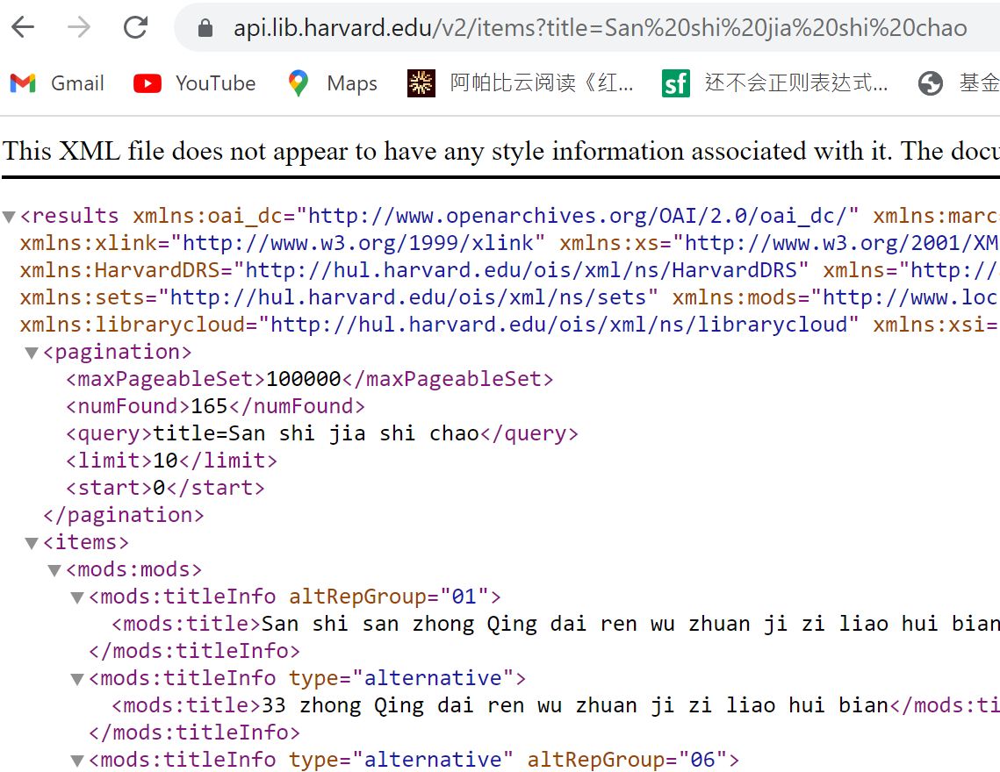 api.lib.harvard.edu/v2/items?title=San%20shi%20jia%20shi%20chao
Gmail YouTube Maps 阿帕比云阅读《红... sf 还不会正则表达式... 基金
This XML file does not appear to have any style information associated with it. The docu
<results xmlns:oai_dc="http://www.openarchives.org/OAI/2.0/oai_dc/" xmlns:marc
xmlns:xlink="http://www.w3.org/1999/xlink" xmlns:xs="http://www.w3.org/2001/XM
xmlns:HarvardDRS="http://hul.harvard.edu/ois/xml/ns/HarvardDRS" xmlns="http://
xmlns:sets="http://hul.harvard.edu/ois/xml/ns/sets" xmlns:mods="http://www.loc
xmlns:librarycloud="http://hul.harvard.edu/ois/xml/ns/librarycloud" xmlns:xsi=
<pagination>
<maxPageableSet>100000</maxPageableSet>
<numFound>165</numFound>
<query>title=San shi jia shi chao</query>
<limit>10</limit>
<start>0</start>
</pagination>
<items>
<mods:mods>
<mods:titleInfo altRepGroup="01">
<mods:title>San shi san zhong Qing dai ren wu zhuan ji zi liao hui bian
</mods:titleInfo>
<mods:titleInfo type="alternative">
<mods:title>33 zhong Qing dai ren wu zhuan ji zi liao hui bian</mods:ti
</mods:titleInfo>
<mods:titleInfo type="alternative" altRepGroup="06">